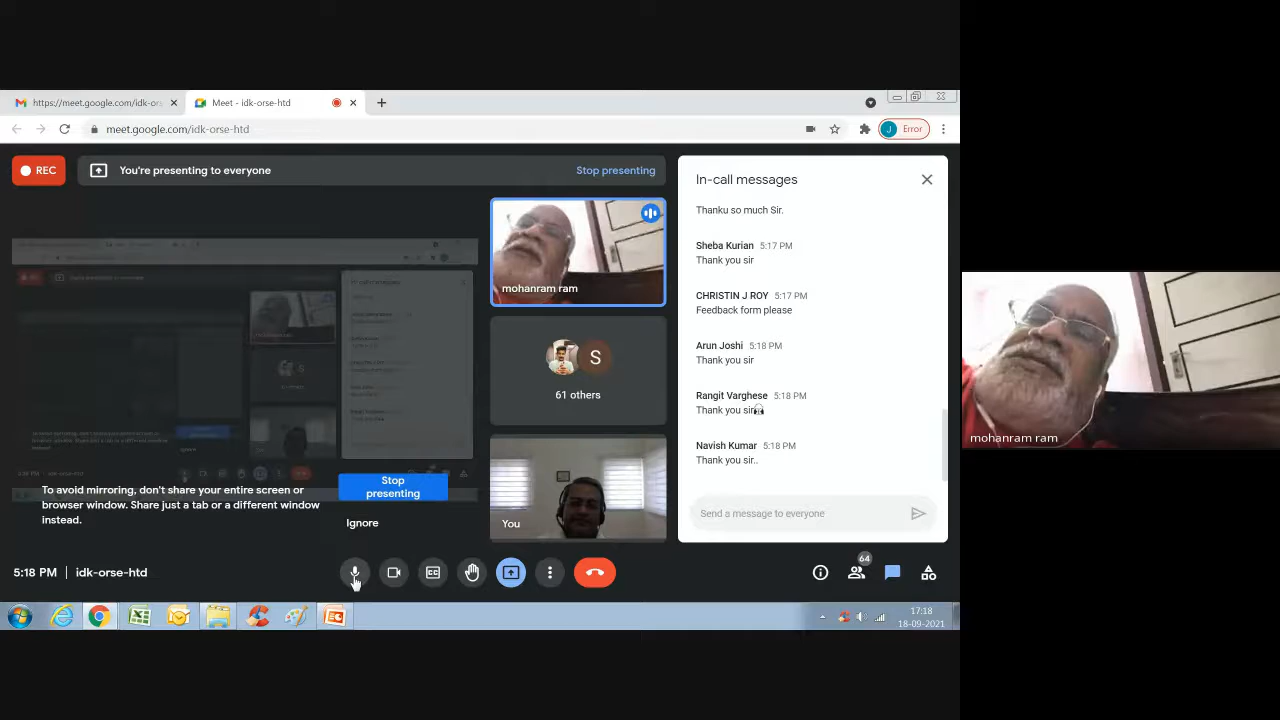 https://meet.google.com/idk-ors
Meet - idk-orse-htd
meet.google.com/idk-orse-htd
J
Error
REC
You're presenting to everyone
Stop presenting
In-call messages
Thanku so much Sir.
Sheba Kurian 5:17 PM
Thank you sir
CHRISTIN J ROY 5:17 PM
Feedback form please
Arun Joshi 5:18 PM
Thank you sir
Rangit Varghese 5:18 PM
Thank you sir
Navish Kumar 5:18 PM
Thank you sir..
Send a message to everyone
mohanram ram
S
61 others
You
To avoid mirroring, don't share your entire screen or
browser window. Share just a tab or a different window
instead.
Stop
presenting
Ignore
5:18 PM | idk-orse-htd
64
17:18
18-09-2021
mohanram ram